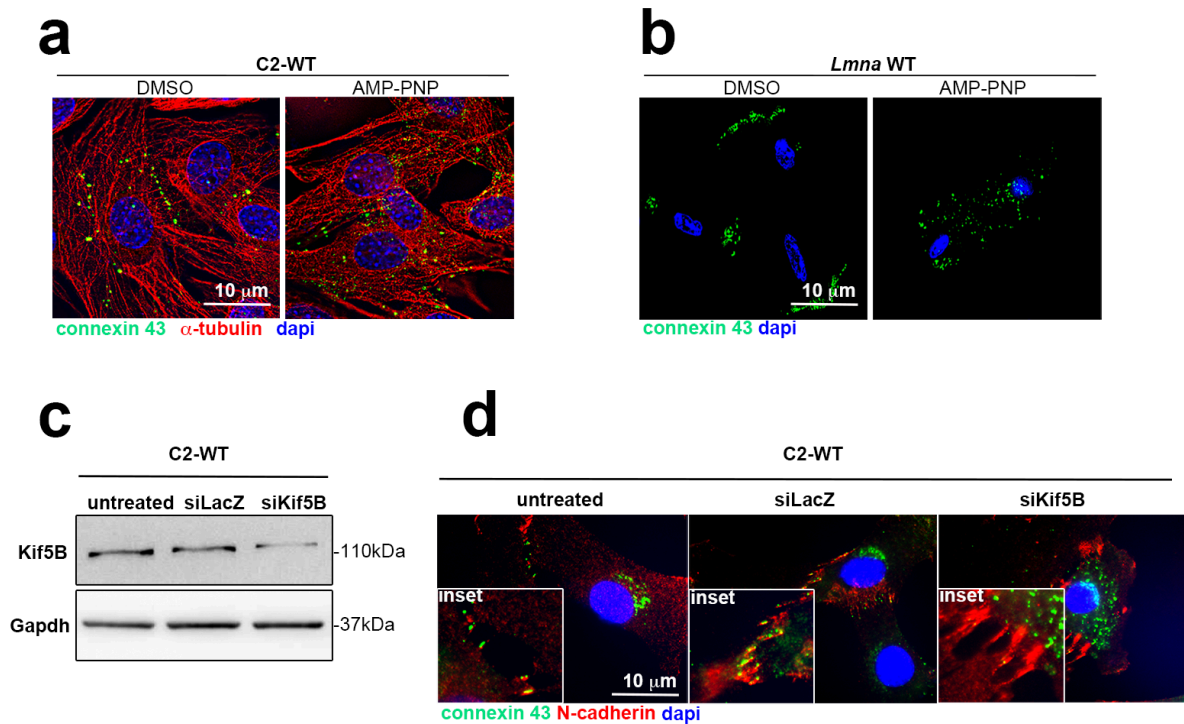 a
C2-WT
DMSO AMP-PNP
10 μm
connexin 43 α-tubulin dapi
b
Lmna WT
DMSO AMP-PNP
10 μm
connexin 43 dapi
c
C2-WT
untreated siLacZ siKif5B
Kif5B -110kDa
Gapdh -37kDa
d
C2-WT
untreated siLacZ siKif5B
inset inset inset
10 μm
connexin 43 N-cadherin dapi